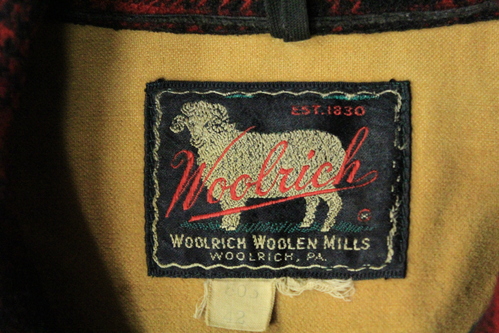 EST. 1830
Woolrich
®
WOOLRICH WOOLEN MILLS
WOOLRICH, PA.